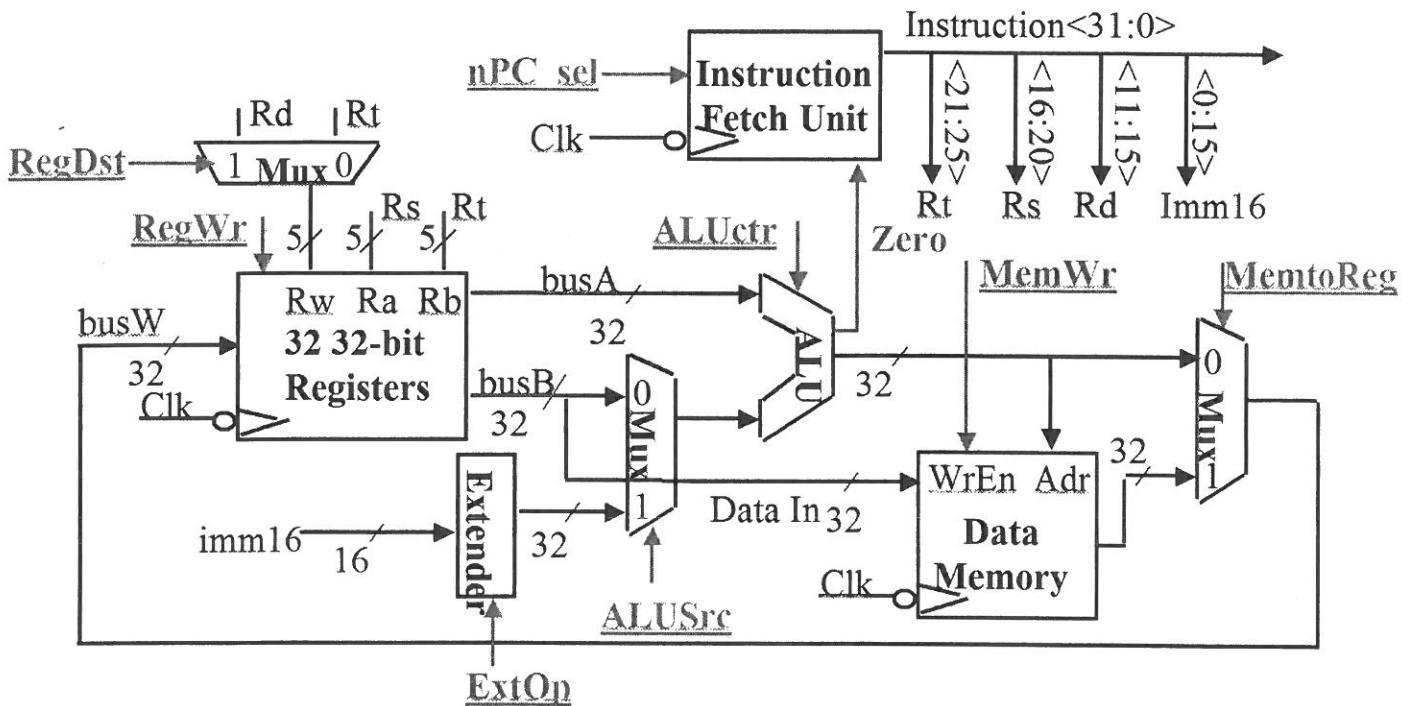 Instruction<31:0>
nPC_sel
Instruction
Fetch Unit
Clk
<21:25>
<16:20>
<11:15>
<0:15>
Rt
Rs
Rd
Imm16
Rd
Rt
RegDst
1 Mux 0
RegWr
5
5
Rs
5
Rt
ALUctr
Zero
MemWr
MemtoReg
busW
32
Rw Ra Rb
32 32-bit
Registers
Clk
busA
32
busB
32
0
Mux
1
ALU
32
0
Mux
1
imm16
16
Extender
32
Data In
32
WrEn Adr
Data
Memory
Clk
32
ALUSrc
ExtOp